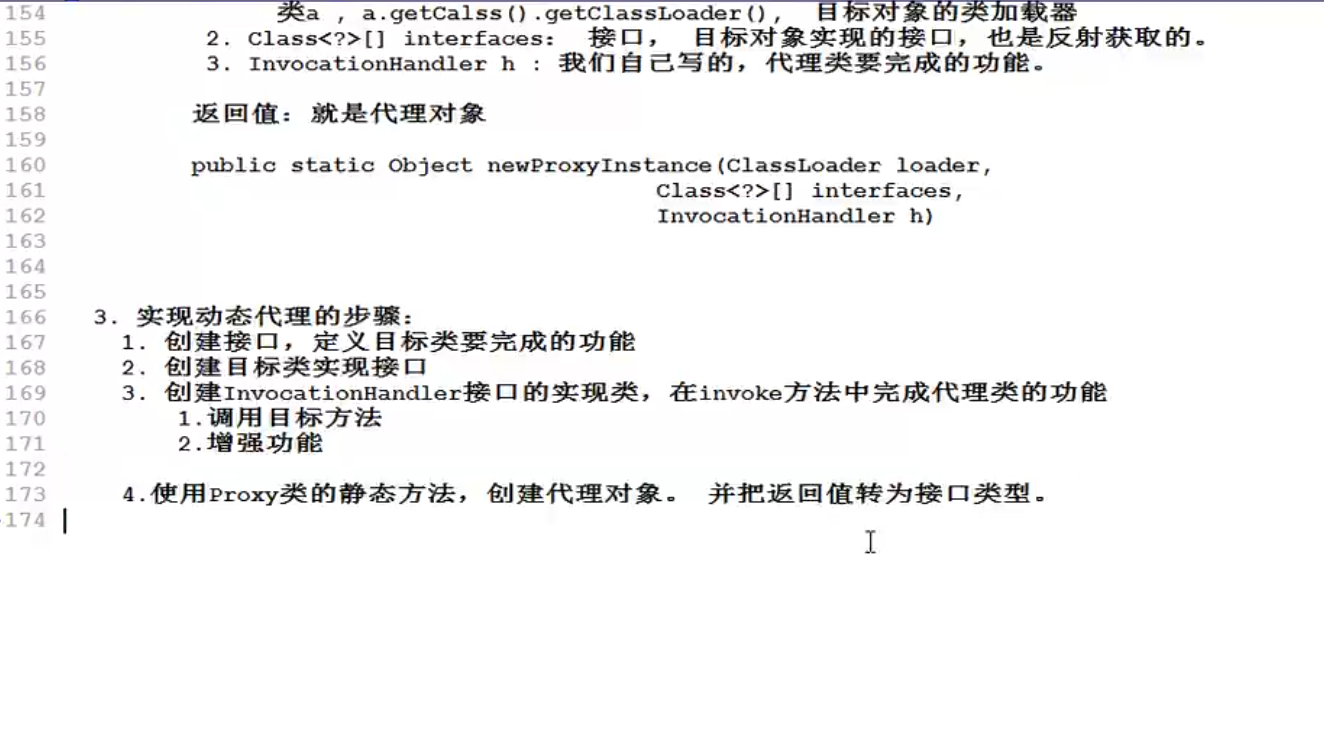 154 类a , a.getCalss().getClassLoader(), 目标对象的类加载器
155 2. Class<?>[] interfaces: 接口, 目标对象实现的接口,也是反射获取的。
156 3. InvocationHandler h : 我们自己写的,代理类要完成的功能。
157
158 返回值: 就是代理对象
159
160 public static Object newProxyInstance(ClassLoader loader,
161 Class<?>[] interfaces,
162 InvocationHandler h)
163
164
165
166 3. 实现动态代理的步骤:
167 1. 创建接口,定义目标类要完成的功能
168 2. 创建目标类实现接口
169 3. 创建InvocationHandler接口的实现类,在invoke方法中完成代理类的功能
170 1.调用目标方法
171 2.增强功能
172
173 4.使用Proxy类的静态方法,创建代理对象。 并把返回值转为接口类型。
174